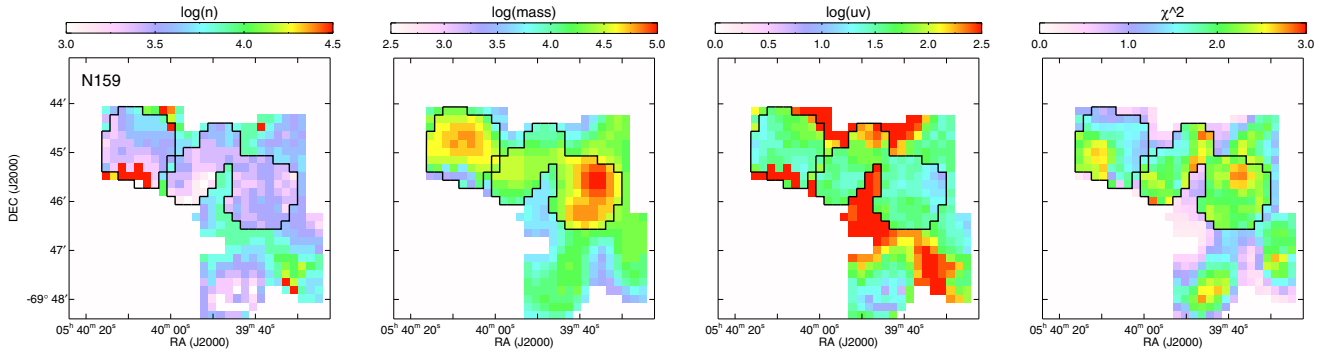 log(n) log(mass) log(uv) χ^2
3.0 3.5 4.0 4.5 2.5 3.0 3.5 4.0 4.5 5.0 0.0 0.5 1.0 1.5 2.0 2.5 0.0 1.0 2.0 3.0
N159
44′
45′
46′
47′
-69° 48′
DEC (J2000)
05ʰ 40ᵐ 20ˢ 40ᵐ 00ˢ 39ᵐ 40ˢ 05ʰ 40ᵐ 20ˢ 40ᵐ 00ˢ 39ᵐ 40ˢ 05ʰ 40ᵐ 20ˢ 40ᵐ 00ˢ 39ᵐ 40ˢ 05ʰ 40ᵐ 20ˢ 40ᵐ 00ˢ 39ᵐ 40ˢ
RA (J2000) RA (J2000) RA (J2000) RA (J2000)